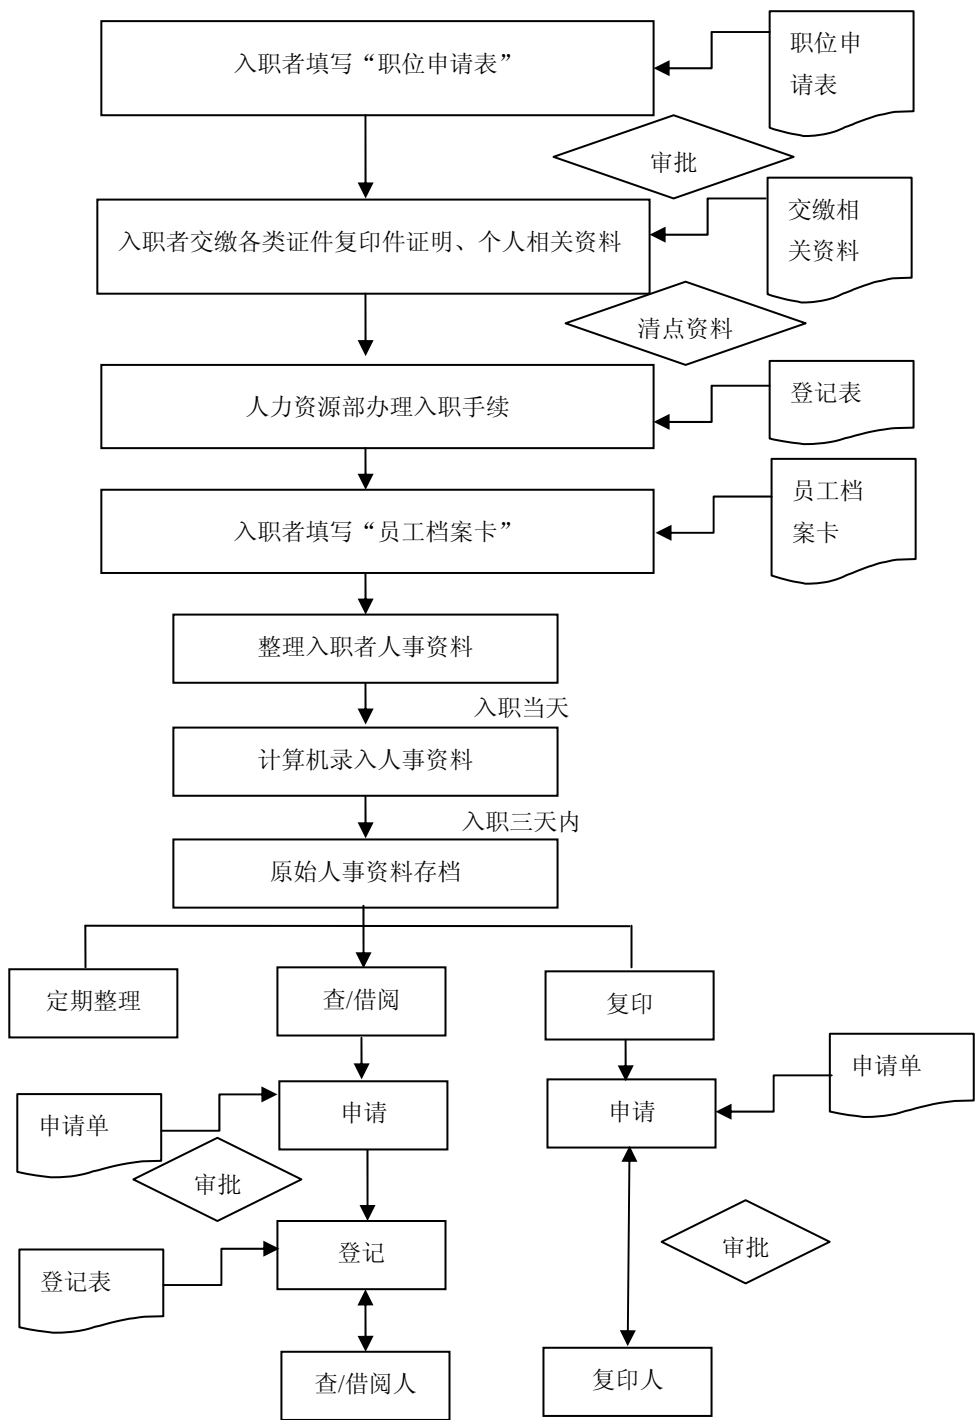 入职者填写“职位申请表”
职位申
请表
审批
入职者交缴各类证件复印件证明、个人相关资料
交缴相
关资料
清点资料
人力资源部办理入职手续
登记表
入职者填写“员工档案卡”
员工档
案卡
整理入职者人事资料
入职当天
计算机录入人事资料
入职三天内
原始人事资料存档
定期整理
查/借阅
复印
申请单
申请
申请
申请单
审批
登记
审批
登记表
查/借阅人
复印人